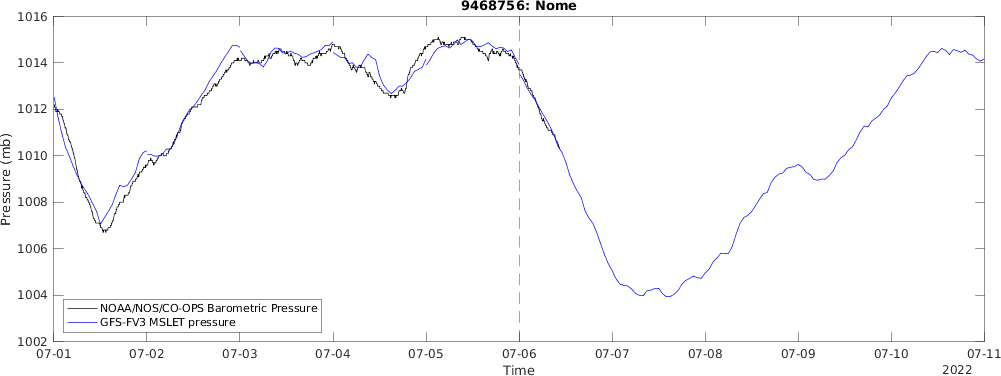 9468756: Nome
1016
1014
1012
1010
1008
1006
1004
1002
Pressure (mb)
NOAA/NOS/CO-OPS Barometric Pressure
GFS-FV3 MSLET pressure
07-01 07-02 07-03 07-04 07-05 07-06 07-07 07-08 07-09 07-10 07-11
Time
2022